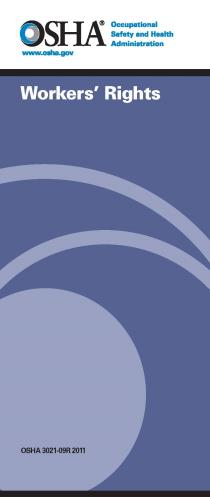 OSHA®
Occupational
Safety and Health
Administration
www.osha.gov
Workers' Rights
OSHA 3021-09R 2011